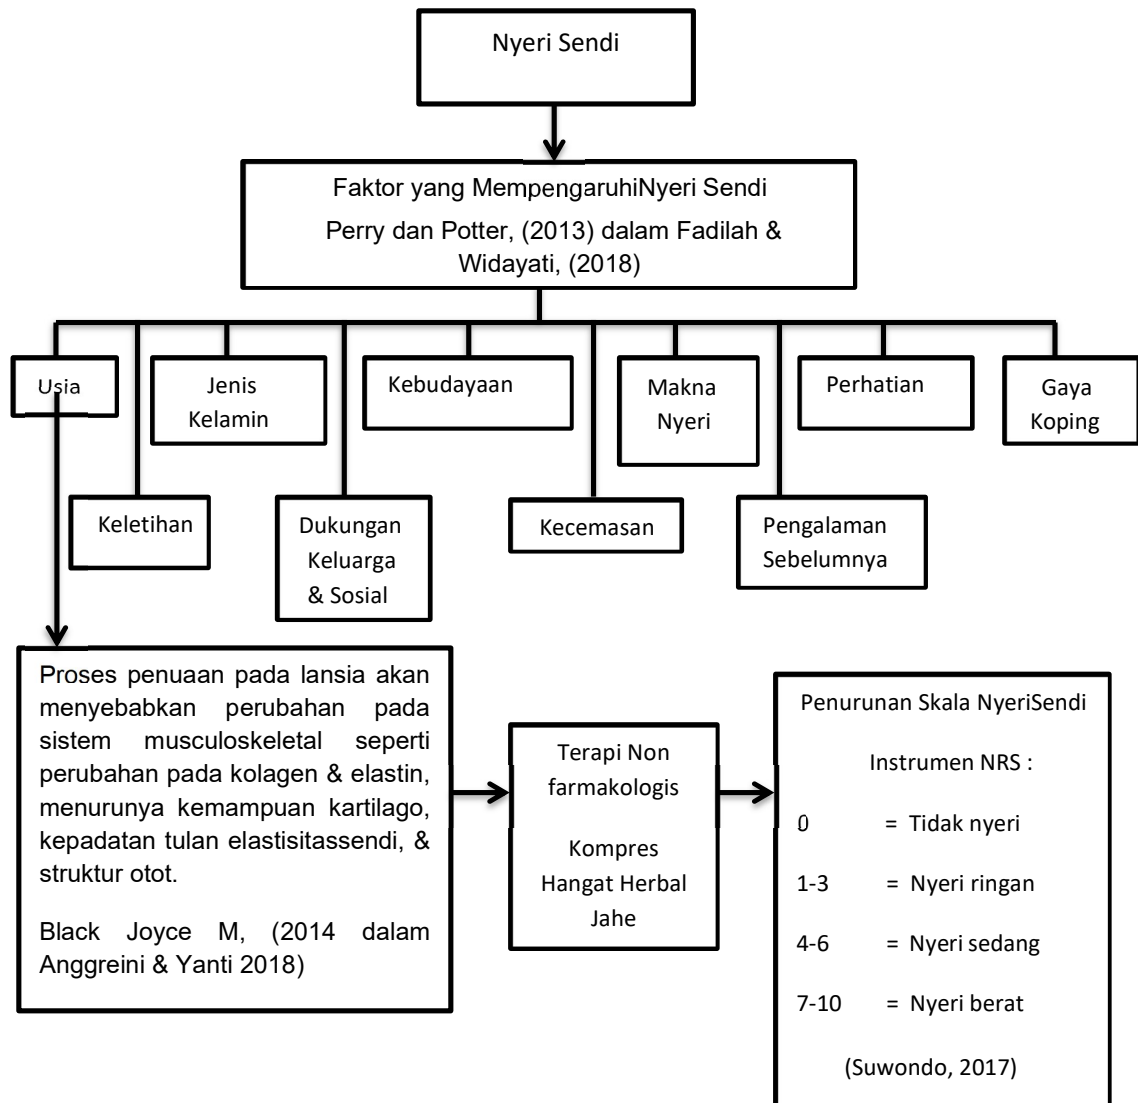 Nyeri Sendi
Faktor yang MempengaruhiNyeri Sendi
Perry dan Potter, (2013) dalam Fadilah &
Widayati, (2018)
Usia
Jenis
Kelamin
Kebudayaan
Makna
Nyeri
Perhatian
Gaya
Koping
Keletihan
Dukungan
Keluarga
& Sosial
Kecemasan
Pengalaman
Sebelumnya
Proses penuaan pada lansia akan
menyebabkan perubahan pada
sistem musculoskeletal seperti
perubahan pada kolagen & elastin,
menurunya kemampuan kartilago,
kepadatan tulan elastisitassendi, &
struktur otot.
Black Joyce M, (2014 dalam
Anggreini & Yanti 2018)
Terapi Non
farmakologis
Kompres
Hangat Herbal
Jahe
Penurunan Skala NyeriSendi
Instrumen NRS :
0 = Tidak nyeri
1-3 = Nyeri ringan
4-6 = Nyeri sedang
7-10 = Nyeri berat
(Suwondo, 2017)